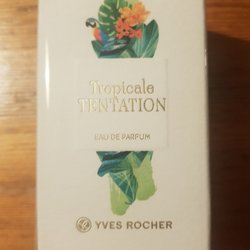 Tropicale
TENTATION
EAU DE PARFUM
YVES ROCHER